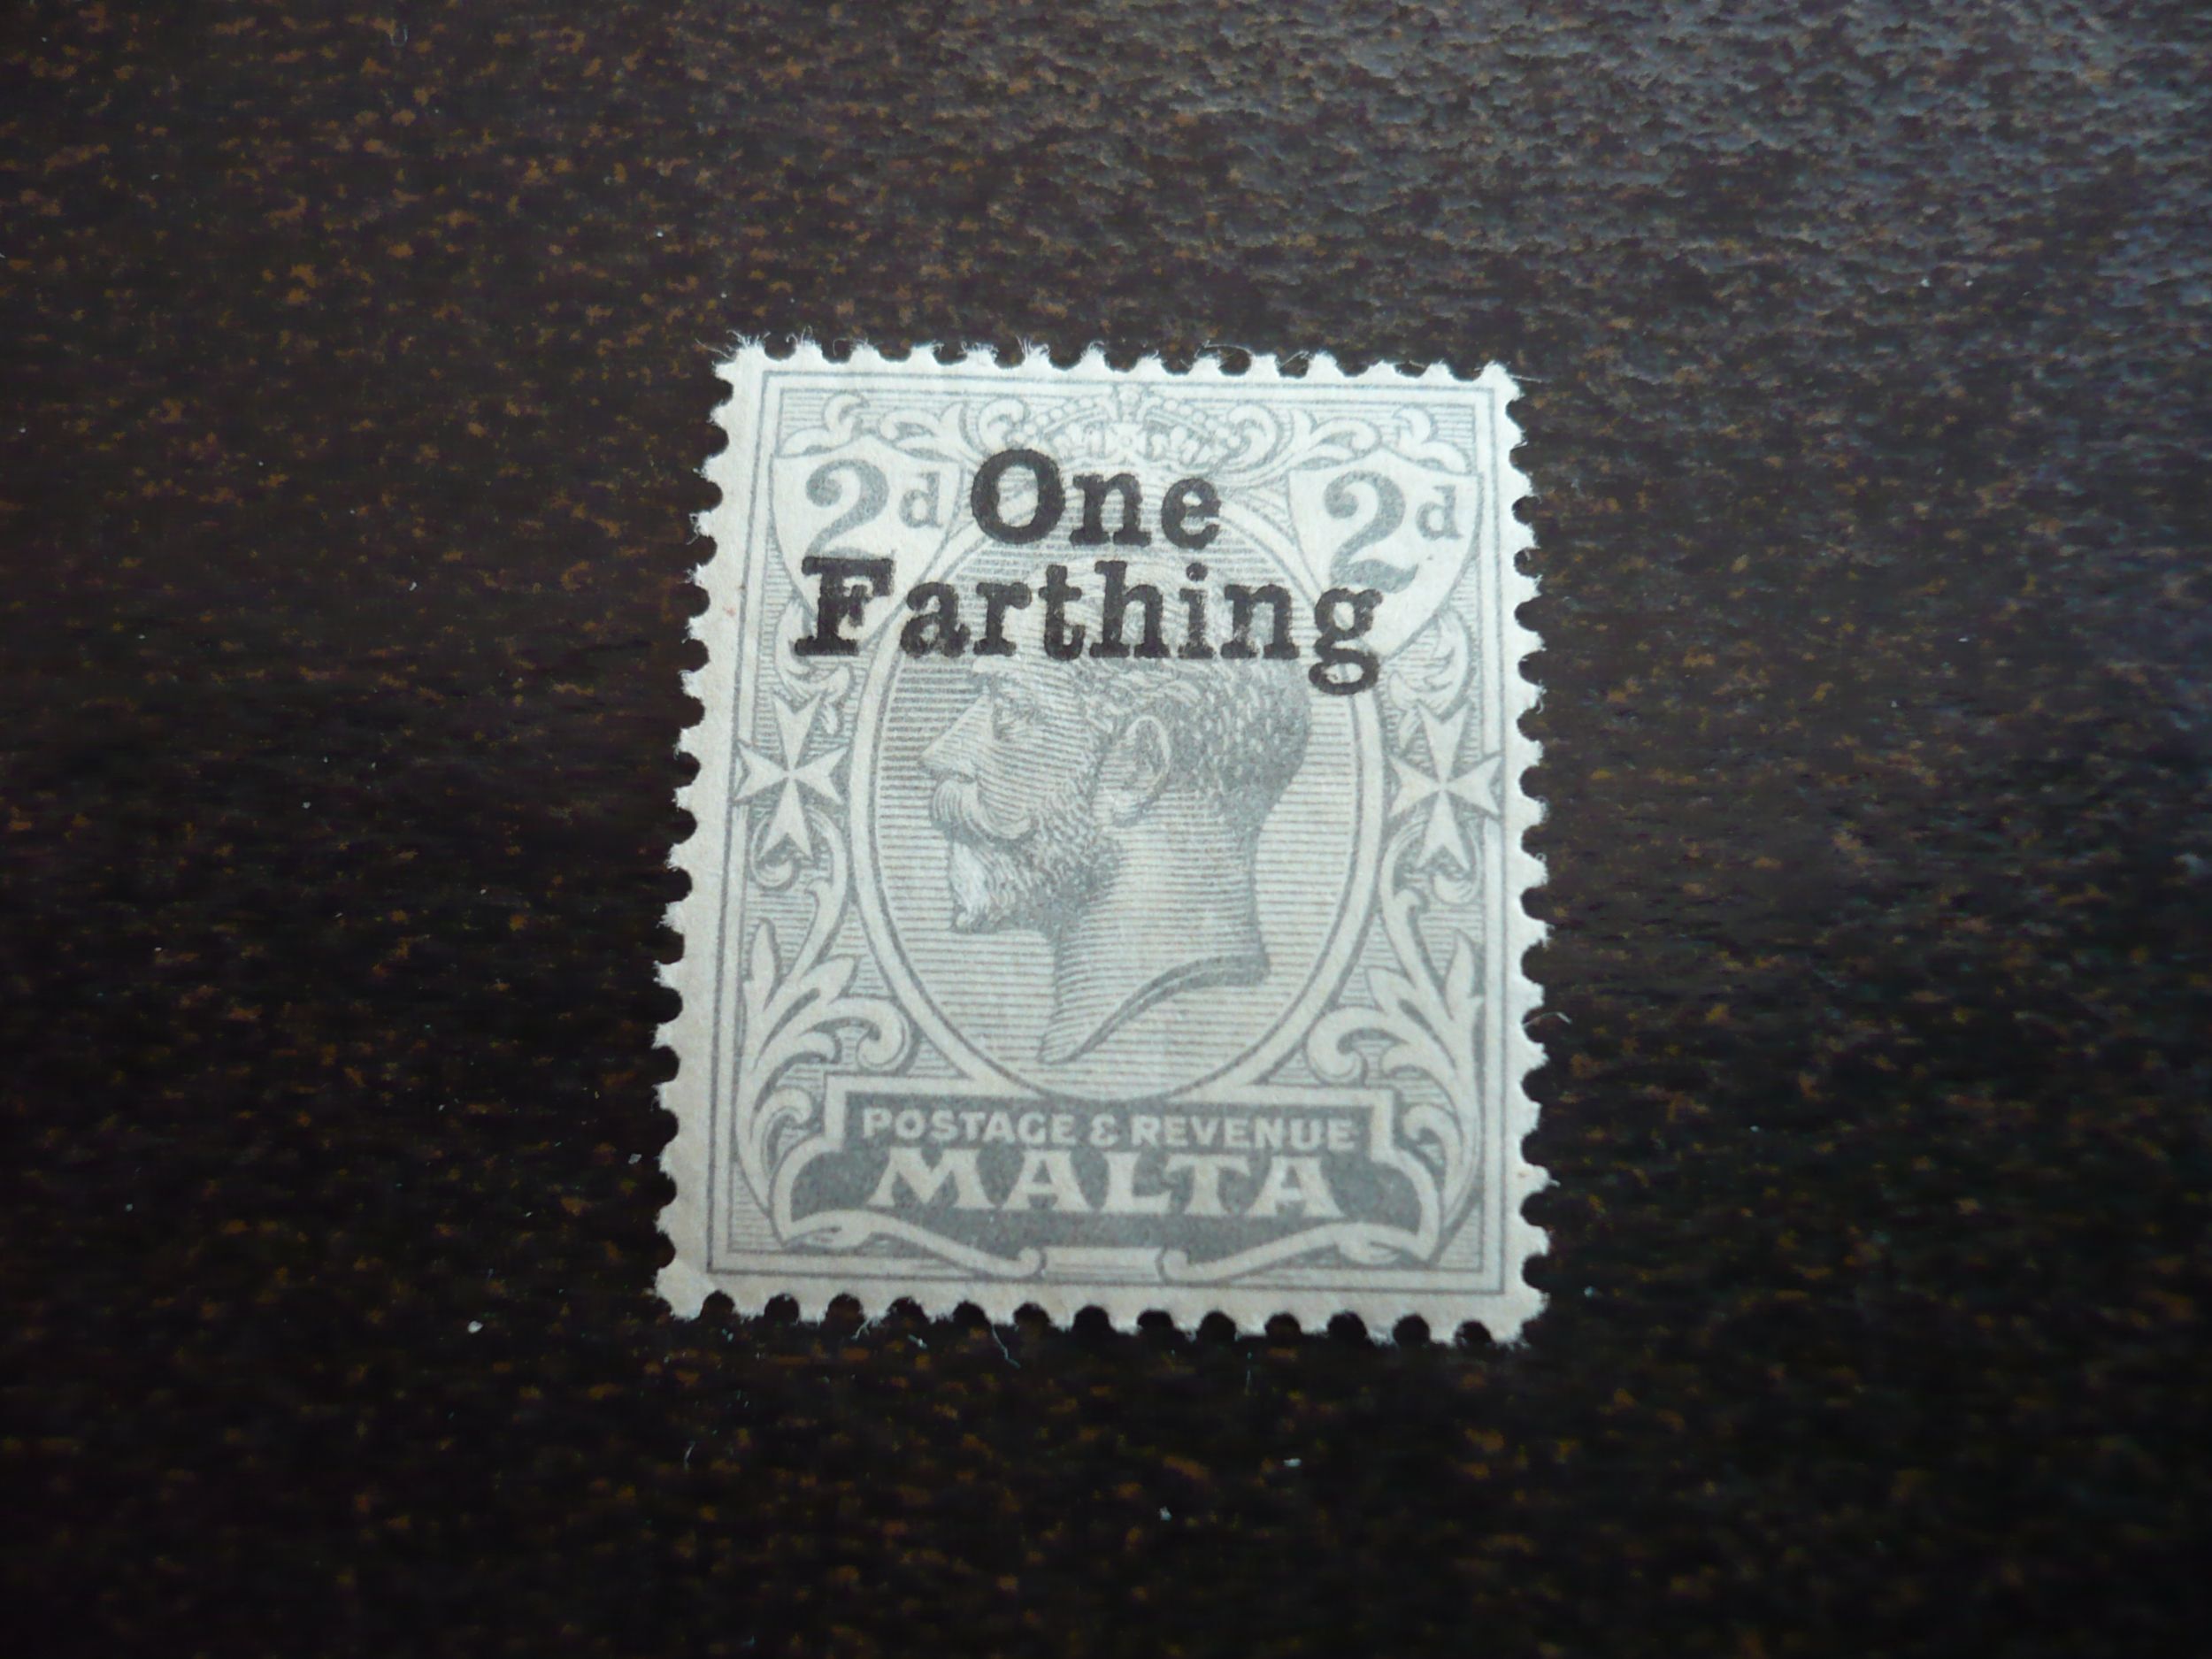 2d One 2d
Farthing
POSTAGE & REVENUE
MALTA